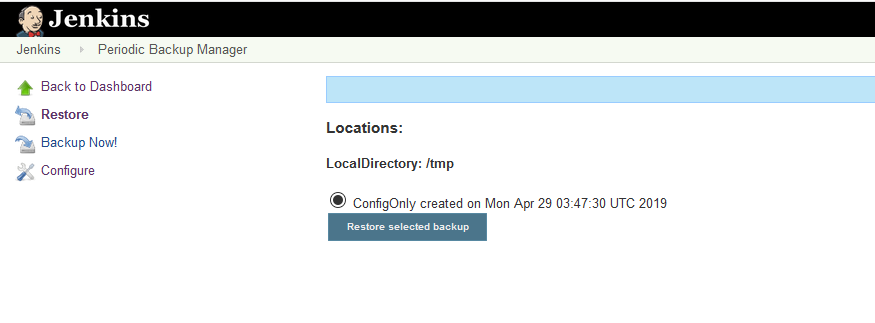 Jenkins
Jenkins Periodic Backup Manager
Back to Dashboard
Restore
Backup Now!
Configure
Locations:
LocalDirectory: /tmp
ConfigOnly created on Mon Apr 29 03:47:30 UTC 2019
Restore selected backup